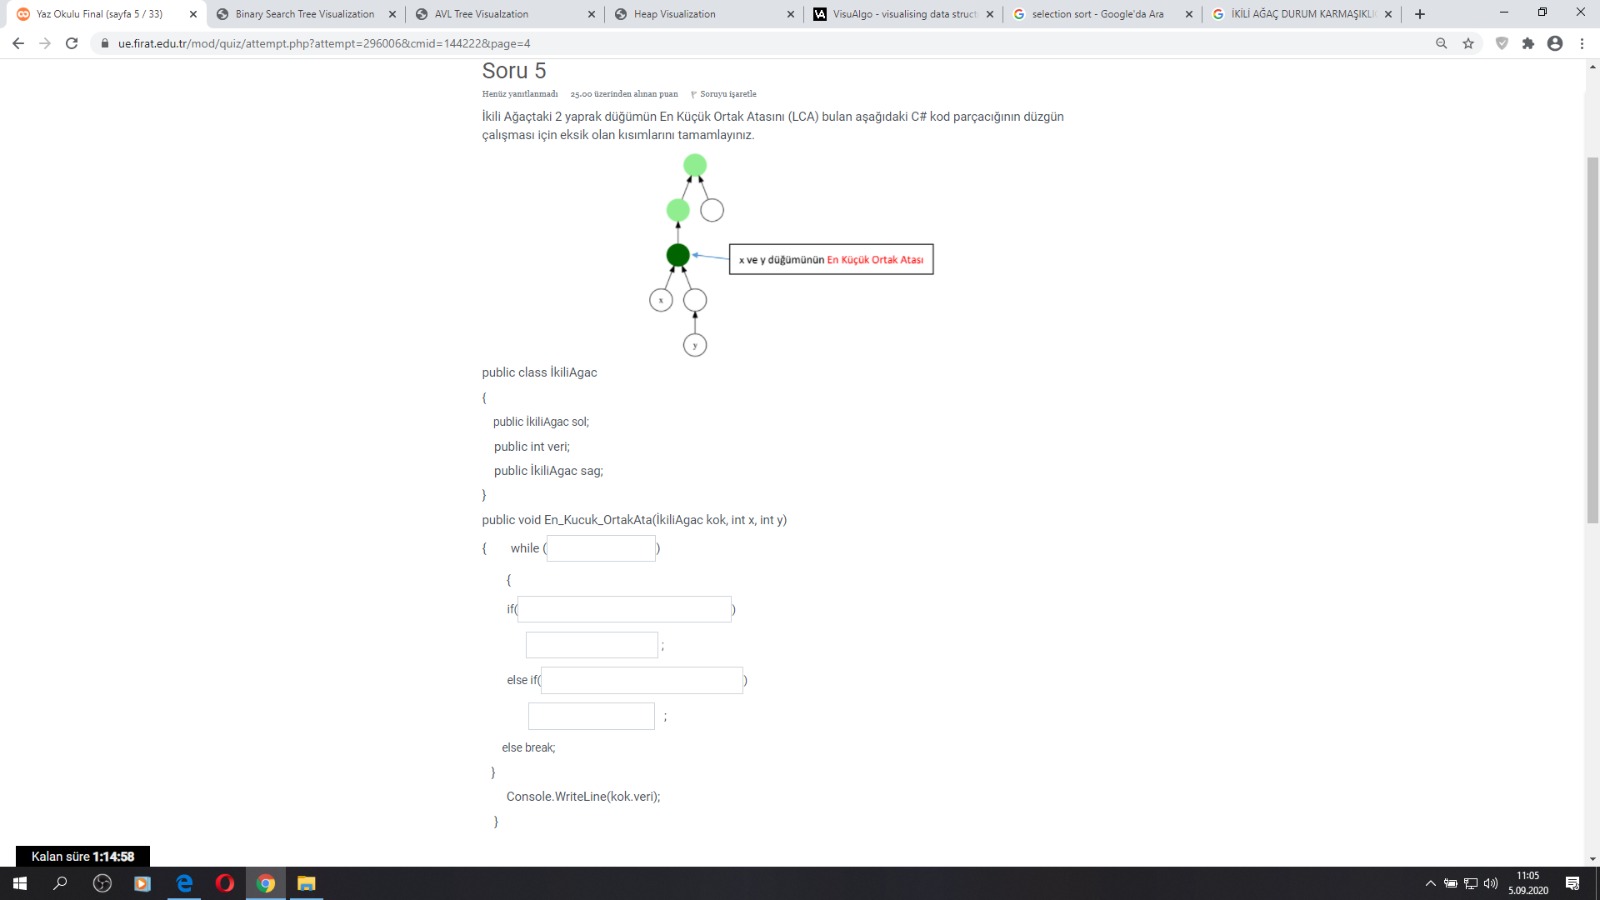 Yaz Okulu Final (sayfa 5 / 33)
Binary Search Tree Visualization
AVL Tree Visualzation
Heap Visualization
VisuAlgo - visualising data struct
selection sort - Google'da Ara
İKİLİ AĞAÇ DURUM KARMAŞIKLI
ue.firat.edu.tr/mod/quiz/attempt.php?attempt=296006&cmid=144222&page=4
Soru 5
Henüz yanıtlanmadı 25.00 üzerinden alınan puan Soruyu işaretle
İkili Ağaçtaki 2 yaprak düğümün En Küçük Ortak Atasını (LCA) bulan aşağıdaki C# kod parçacığının düzgün
çalışması için eksik olan kısımlarını tamamlayınız.
x ve y düğümünün En Küçük Ortak Atası
x
y
public class İkiliAgac
{
public İkiliAgac sol;
public int veri;
public İkiliAgac sag;
}
public void En_Kucuk_OrtakAta(İkiliAgac kok, int x, int y)
{ while ( )
{
if( )
;
else if( )
;
else break;
}
Console.WriteLine(kok.veri);
}
Kalan süre 1:14:58
11:05
5.09.2020